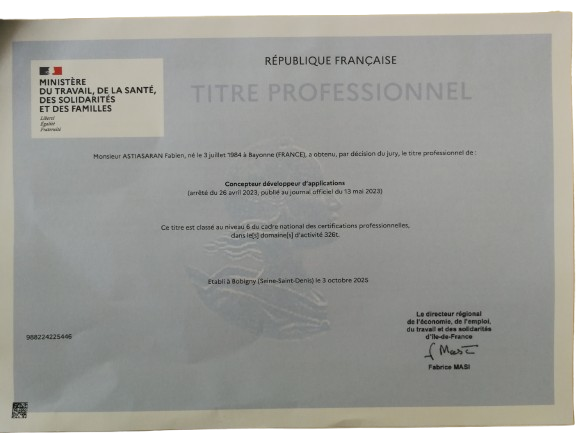 RÉPUBLIQUE FRANÇAISE
MINISTÈRE
DU TRAVAIL, DE LA SANTÉ,
DES SOLIDARITÉS
ET DES FAMILLES
Liberté
Égalité
Fraternité
TITRE PROFESSIONNEL
Monsieur ASTIASARAN Fabien, né le 3 juillet 1984 à Bayonne (FRANCE), a obtenu, par décision du jury, le titre professionnel de :
Concepteur développeur d'applications
(arrêté du 26 avril 2023, publié au journal officiel du 13 mai 2023)
Ce titre est classé au niveau 6 du cadre national des certifications professionnelles,
dans le[s] domaine[s] d'activité 326t.
Etabli à Bobigny (Seine-Saint-Denis) le 3 octobre 2025
Le directeur régional
de l'économie, de l'emploi,
du travail et des solidarités
d'Ile-de-France
Fabrice MASI
988224225446